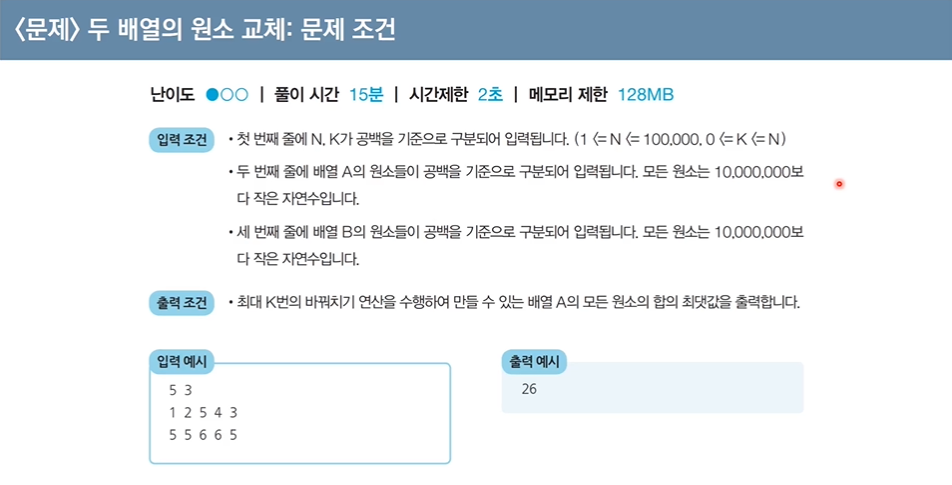 <문제> 두 배열의 원소 교체: 문제 조건
난이도 ●○○ | 풀이 시간 15분 | 시간제한 2초 | 메모리 제한 128MB
입력 조건 • 첫 번째 줄에 N, K가 공백을 기준으로 구분되어 입력됩니다. (1 <= N <= 100,000, 0 <= K <= N)
• 두 번째 줄에 배열 A의 원소들이 공백을 기준으로 구분되어 입력됩니다. 모든 원소는 10,000,000보
다 작은 자연수입니다.
• 세 번째 줄에 배열 B의 원소들이 공백을 기준으로 구분되어 입력됩니다. 모든 원소는 10,000,000보
다 작은 자연수입니다.
출력 조건 • 최대 K번의 바꿔치기 연산을 수행하여 만들 수 있는 배열 A의 모든 원소의 합의 최댓값을 출력합니다.
입력 예시
5 3
1 2 5 4 3
5 5 6 6 5
출력 예시
26